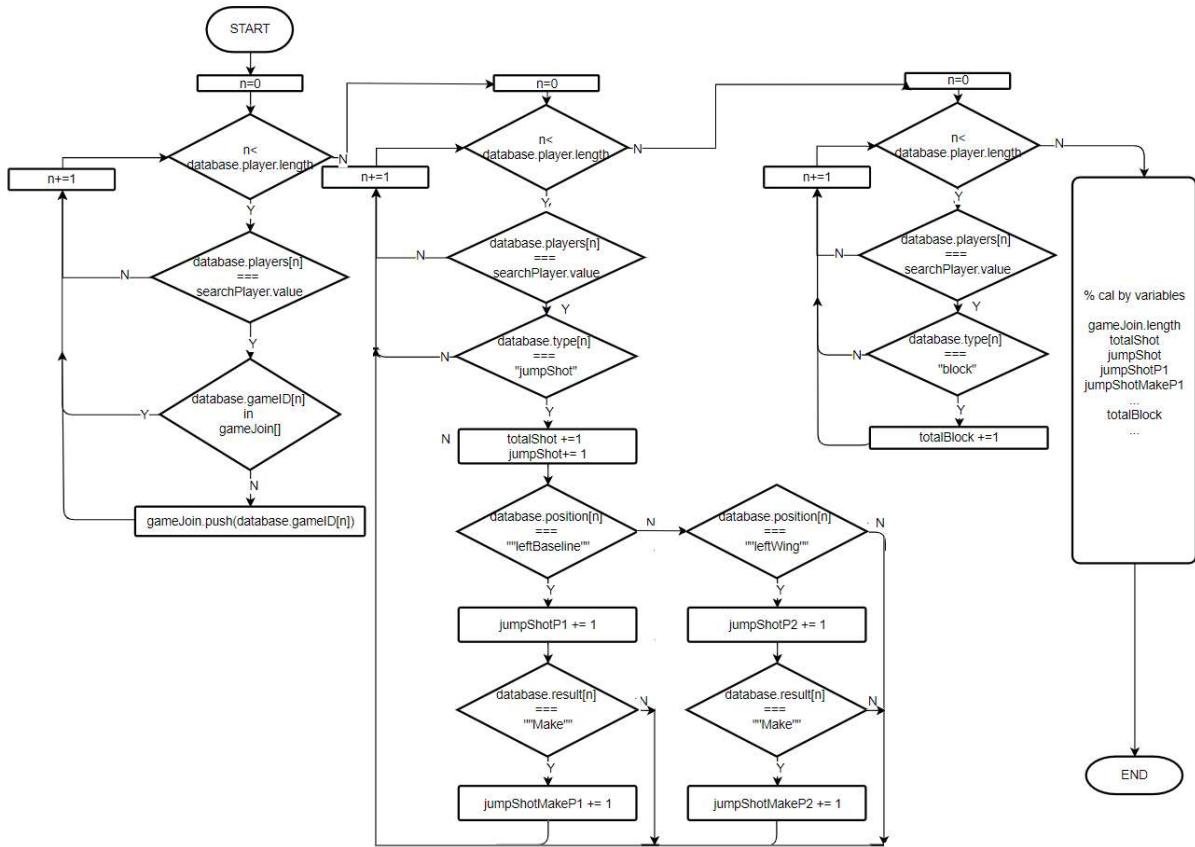 START
n=0
n<
database.player.length
N
n+=1
Y
database.players[n]
===
searchPlayer.value
N
Y
database.gameID[n]
in
gameJoin[]
Y
N
gameJoin.push(database.gameID[n])
n=0
n<
database.player.length
N
n+=1
Y
database.players[n]
===
searchPlayer.value
N
Y
database.type[n]
===
"jumpShot"
N
Y
N
totalShot +=1
jumpShot+= 1
database.position[n]
===
""leftBaseline""
N
Y
jumpShotP1 += 1
database.result[n]
===
""Make""
N
Y
jumpShotMakeP1 += 1
database.position[n]
===
""leftWing""
N
Y
jumpShotP2 += 1
database.result[n]
===
""Make""
N
Y
jumpShotMakeP2 += 1
n=0
n<
database.player.length
N
n+=1
Y
database.players[n]
===
searchPlayer.value
N
Y
database.type[n]
===
"block"
N
Y
totalBlock +=1
% cal by variables
gameJoin.length
totalShot
jumpShot
jumpShotP1
jumpShotMakeP1
...
totalBlock
...
END